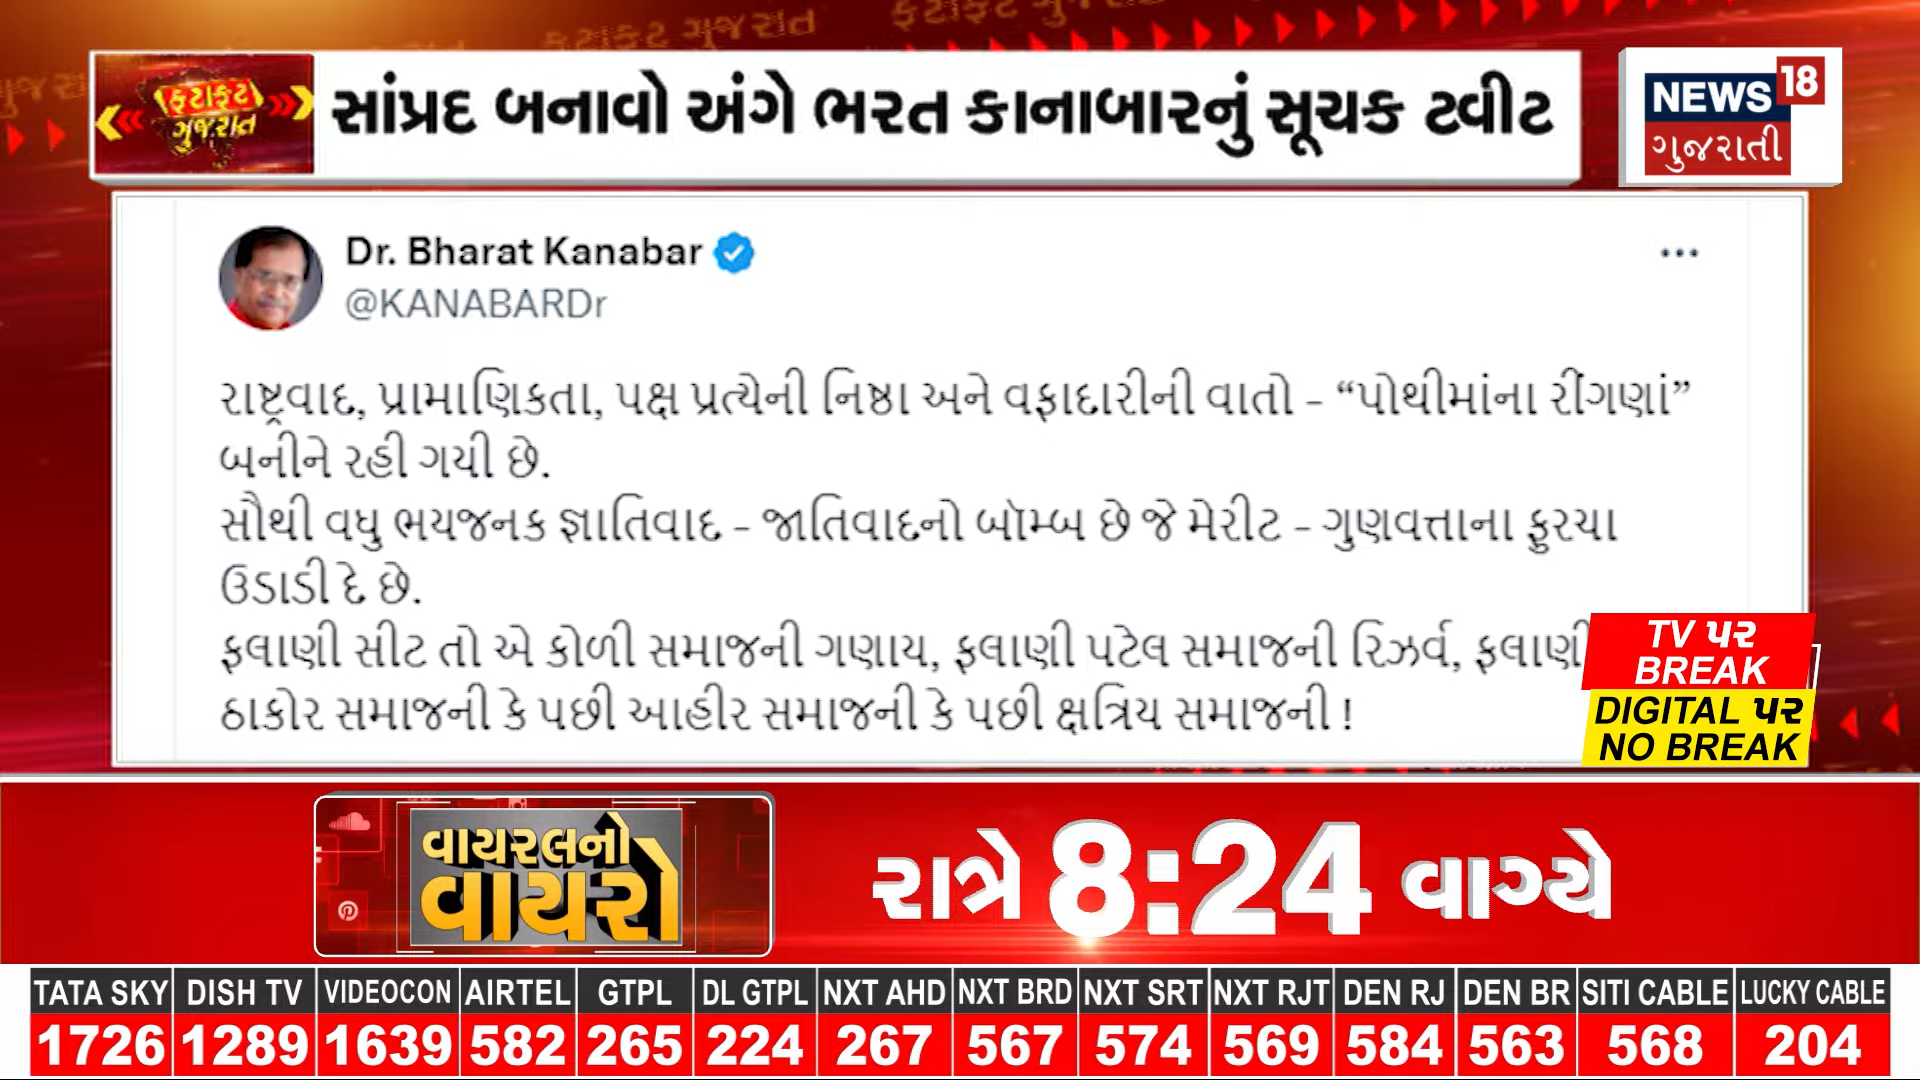 ફટાફટ ગુજરાત
ફટાફટ
ગુજરાત
સાંપ્રદ બનાવો અંગે ભરત કાનાબારનું સૂચક ટ્વીટ
NEWS 18
ગુજરાતી
Dr. Bharat Kanabar
@KANABARDr
રાષ્ટ્રવાદ, પ્રામાણિકતા, પક્ષ પ્રત્યેની નિષ્ઠા અને વફાદારીની વાતો - “પોથીમાંના રીંગણાં”
બનીને રહી ગયી છે.
સૌથી વધુ ભયજનક જ્ઞાતિવાદ - જાતિવાદનો બૉમ્બ છે જે મેરીટ - ગુણવત્તાના ફુરચા
ઉડાડી દે છે.
ફલાણી સીટ તો એ કોળી સમાજની ગણાય, ફલાણી પટેલ સમાજની રિઝર્વ, ફલાણી
ઠાકોર સમાજની કે પછી આહીર સમાજની કે પછી ક્ષત્રિય સમાજની !
TV પર
BREAK
DIGITAL પર
NO BREAK
વાયરલનો
વાયરો
રાત્રે 8:24 વાગ્યે
TATA SKY DISH TV VIDEOCON AIRTEL GTPL DL GTPL NXT AHD NXT BRD NXT SRT NXT RJT DEN RJ DEN BR SITI CABLE LUCKY CABLE
1726 1289 1639 582 265 224 267 567 574 569 584 563 568 204